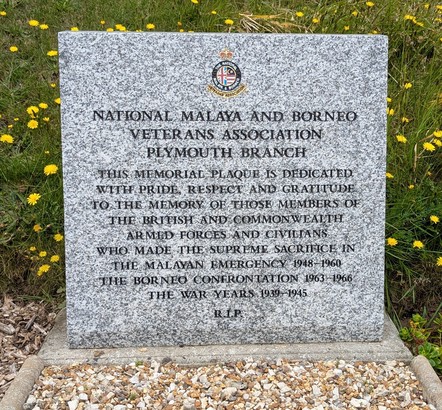 NATIONAL MALAYA AND BORNEO
VETERANS ASSOCIATION
PLYMOUTH BRANCH
THIS MEMORIAL PLAQUE IS DEDICATED
WITH PRIDE, RESPECT AND GRATITUDE
TO THE MEMORY OF THOSE MEMBERS OF
THE BRITISH AND COMMONWEALTH
ARMED FORCES AND CIVILIANS
WHO MADE THE SUPREME SACRIFICE IN
THE MALAYAN EMERGENCY 1948-1960
THE BORNEO CONFRONTATION 1963-1966
THE WAR YEARS 1939-1945
R.I.P.